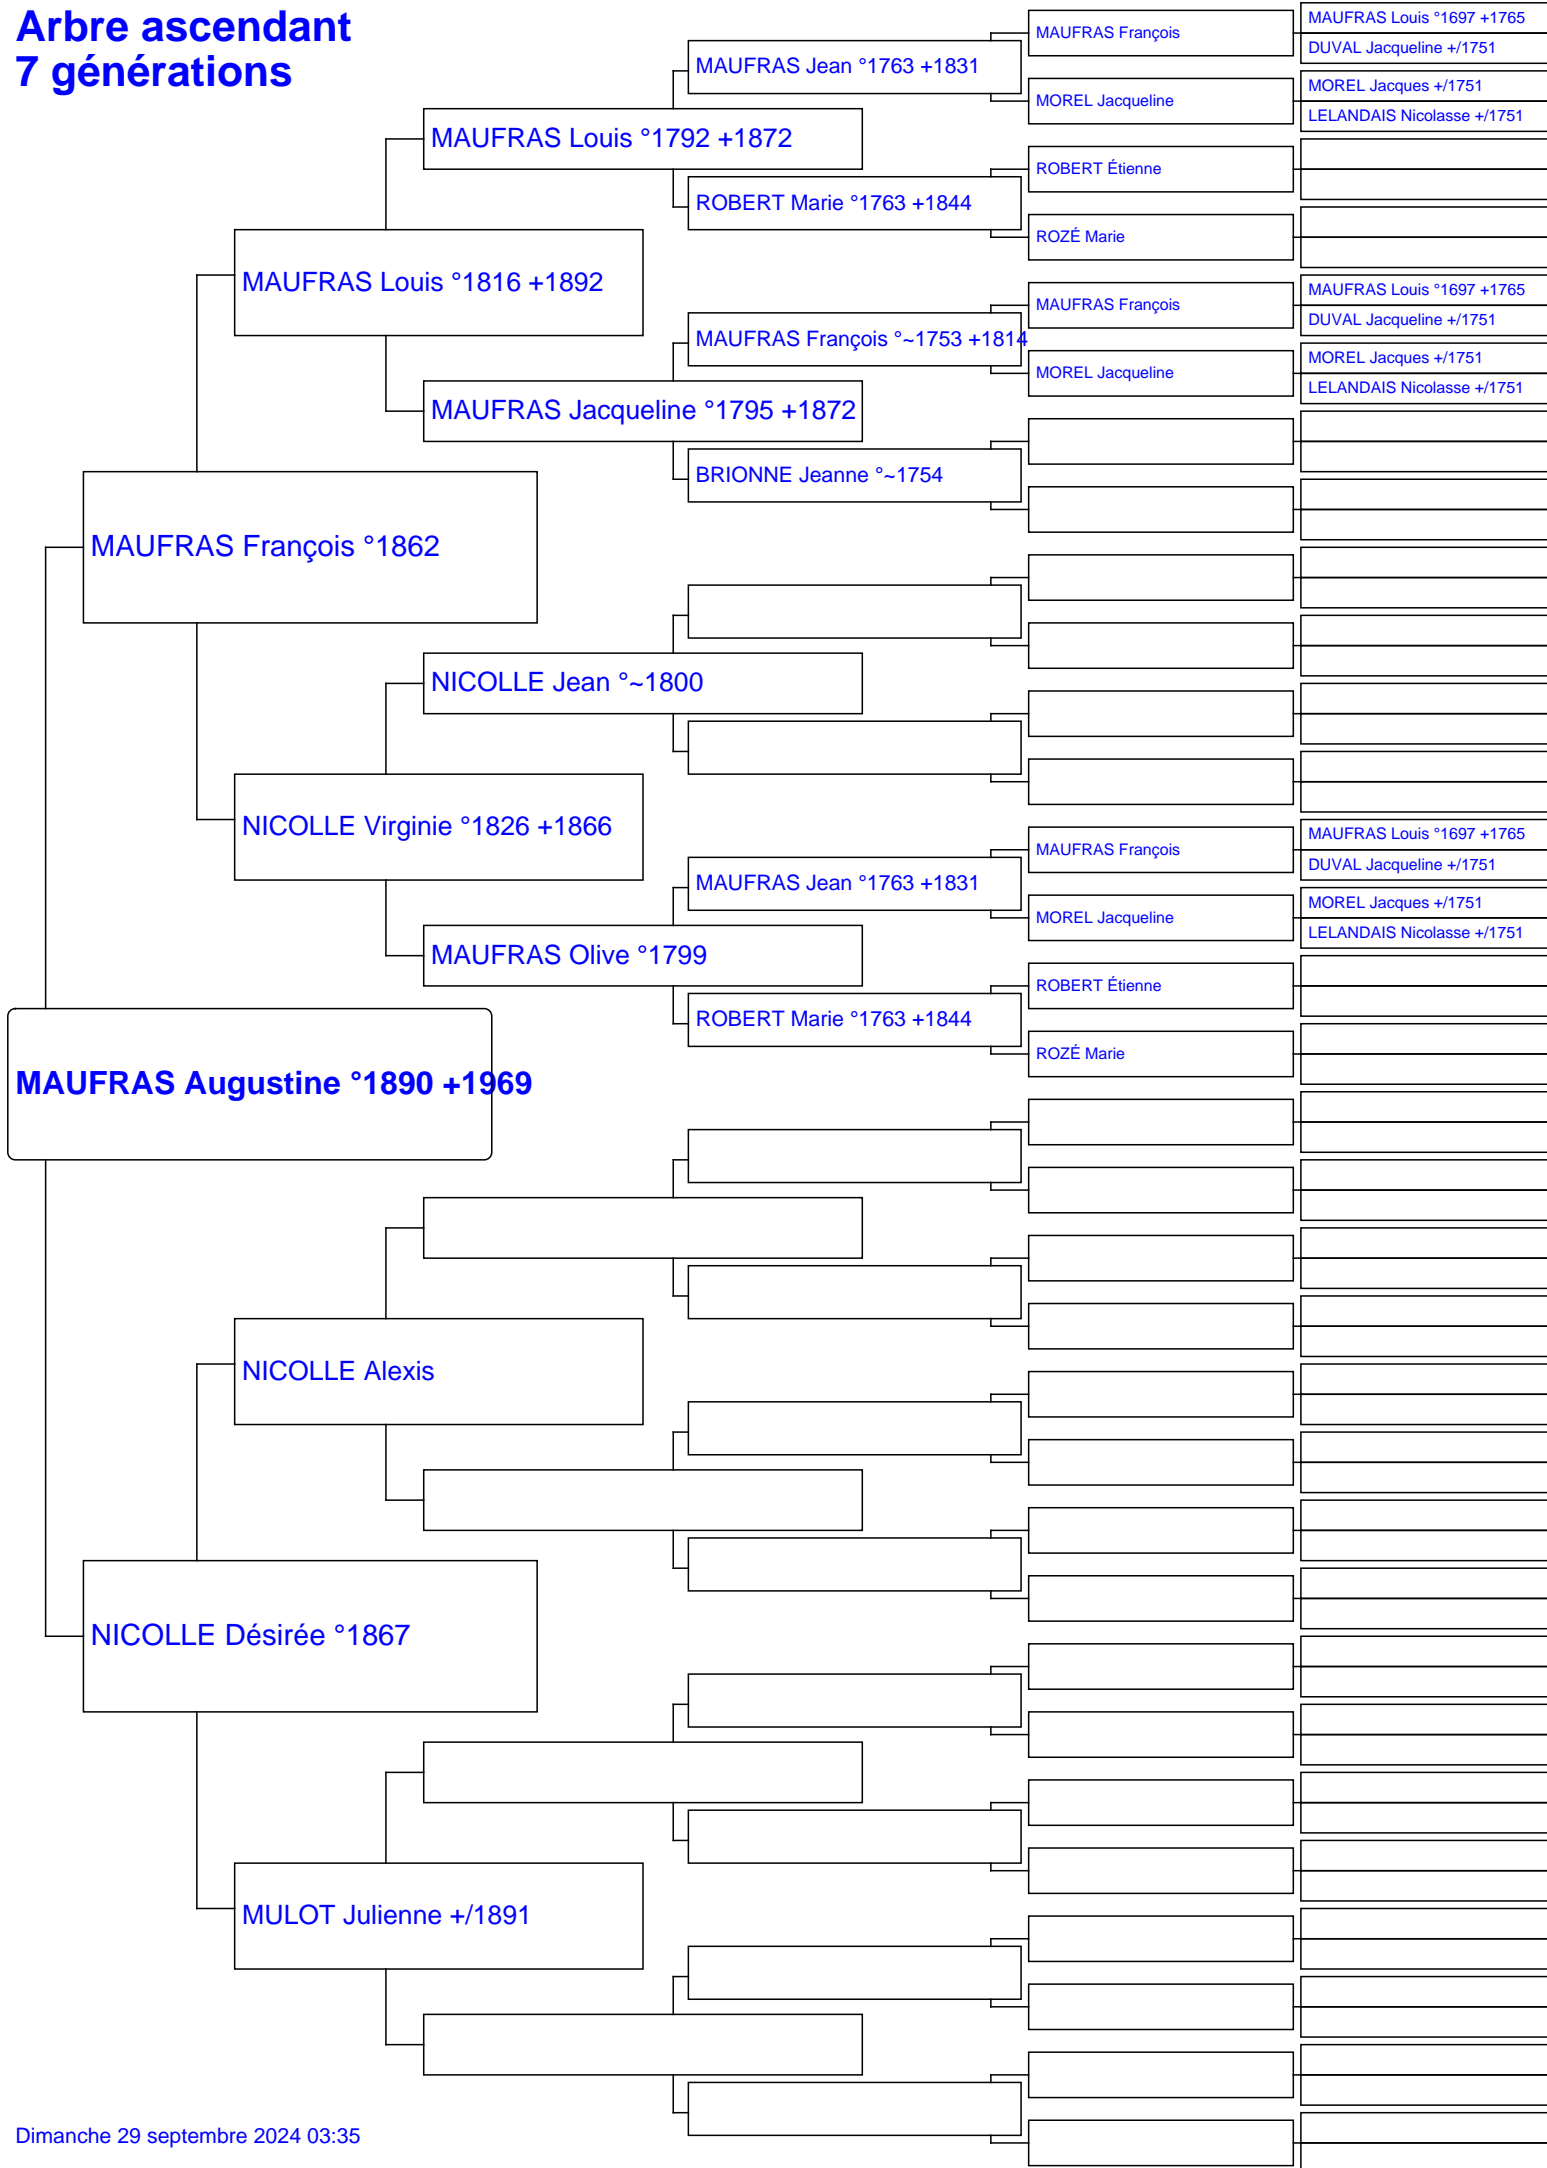 Arbre ascendant
7 générations
MAUFRAS François
MAUFRAS Louis °1697 +1765
DUVAL Jacqueline +/1751
MAUFRAS Jean °1763 +1831
MOREL Jacqueline
MOREL Jacques +/1751
LELANDAIS Nicolasse +/1751
MAUFRAS Louis °1792 +1872
ROBERT Étienne
ROBERT Marie °1763 +1844
ROZÉ Marie
MAUFRAS Louis °1816 +1892
MAUFRAS François
MAUFRAS Louis °1697 +1765
DUVAL Jacqueline +/1751
MAUFRAS François °~1753 +1814
MOREL Jacqueline
MOREL Jacques +/1751
LELANDAIS Nicolasse +/1751
MAUFRAS Jacqueline °1795 +1872
BRIONNE Jeanne °~1754
MAUFRAS François °1862
NICOLLE Jean °~1800
NICOLLE Virginie °1826 +1866
MAUFRAS François
MAUFRAS Louis °1697 +1765
DUVAL Jacqueline +/1751
MAUFRAS Jean °1763 +1831
MOREL Jacqueline
MOREL Jacques +/1751
LELANDAIS Nicolasse +/1751
MAUFRAS Olive °1799
ROBERT Étienne
ROBERT Marie °1763 +1844
ROZÉ Marie
MAUFRAS Augustine °1890 +1969
NICOLLE Alexis
NICOLLE Désirée °1867
MULOT Julienne +/1891
Dimanche 29 septembre 2024 03:35